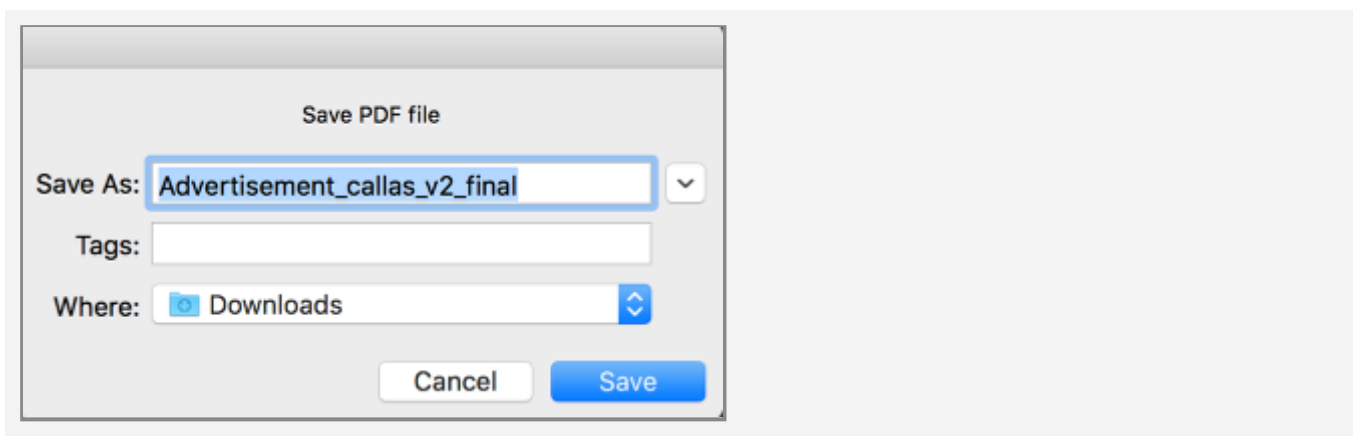 Save PDF file
Save As: Advertisement_callas_v2_final
Tags:
Where: Downloads
Cancel Save